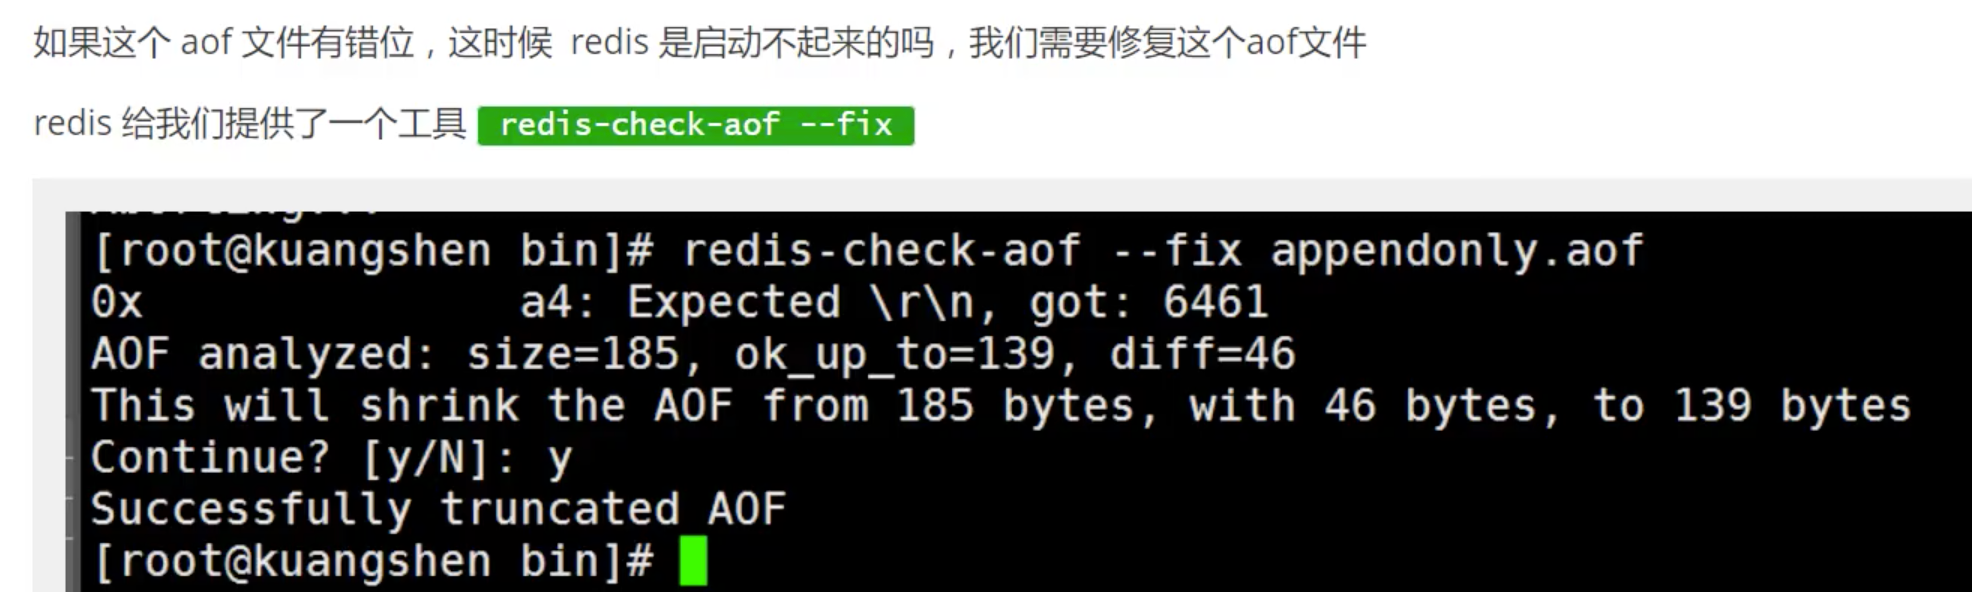 如果这个 aof 文件有错位，这时候 redis 是启动不起来的吗，我们需要修复这个aof文件
redis 给我们提供了一个工具 redis-check-aof --fix
[root@kuangshen bin]# redis-check-aof --fix appendonly.aof
0x              a4: Expected \r\n, got: 6461
AOF analyzed: size=185, ok_up_to=139, diff=46
This will shrink the AOF from 185 bytes, with 46 bytes, to 139 bytes
Continue? [y/N]: y
Successfully truncated AOF
[root@kuangshen bin]#